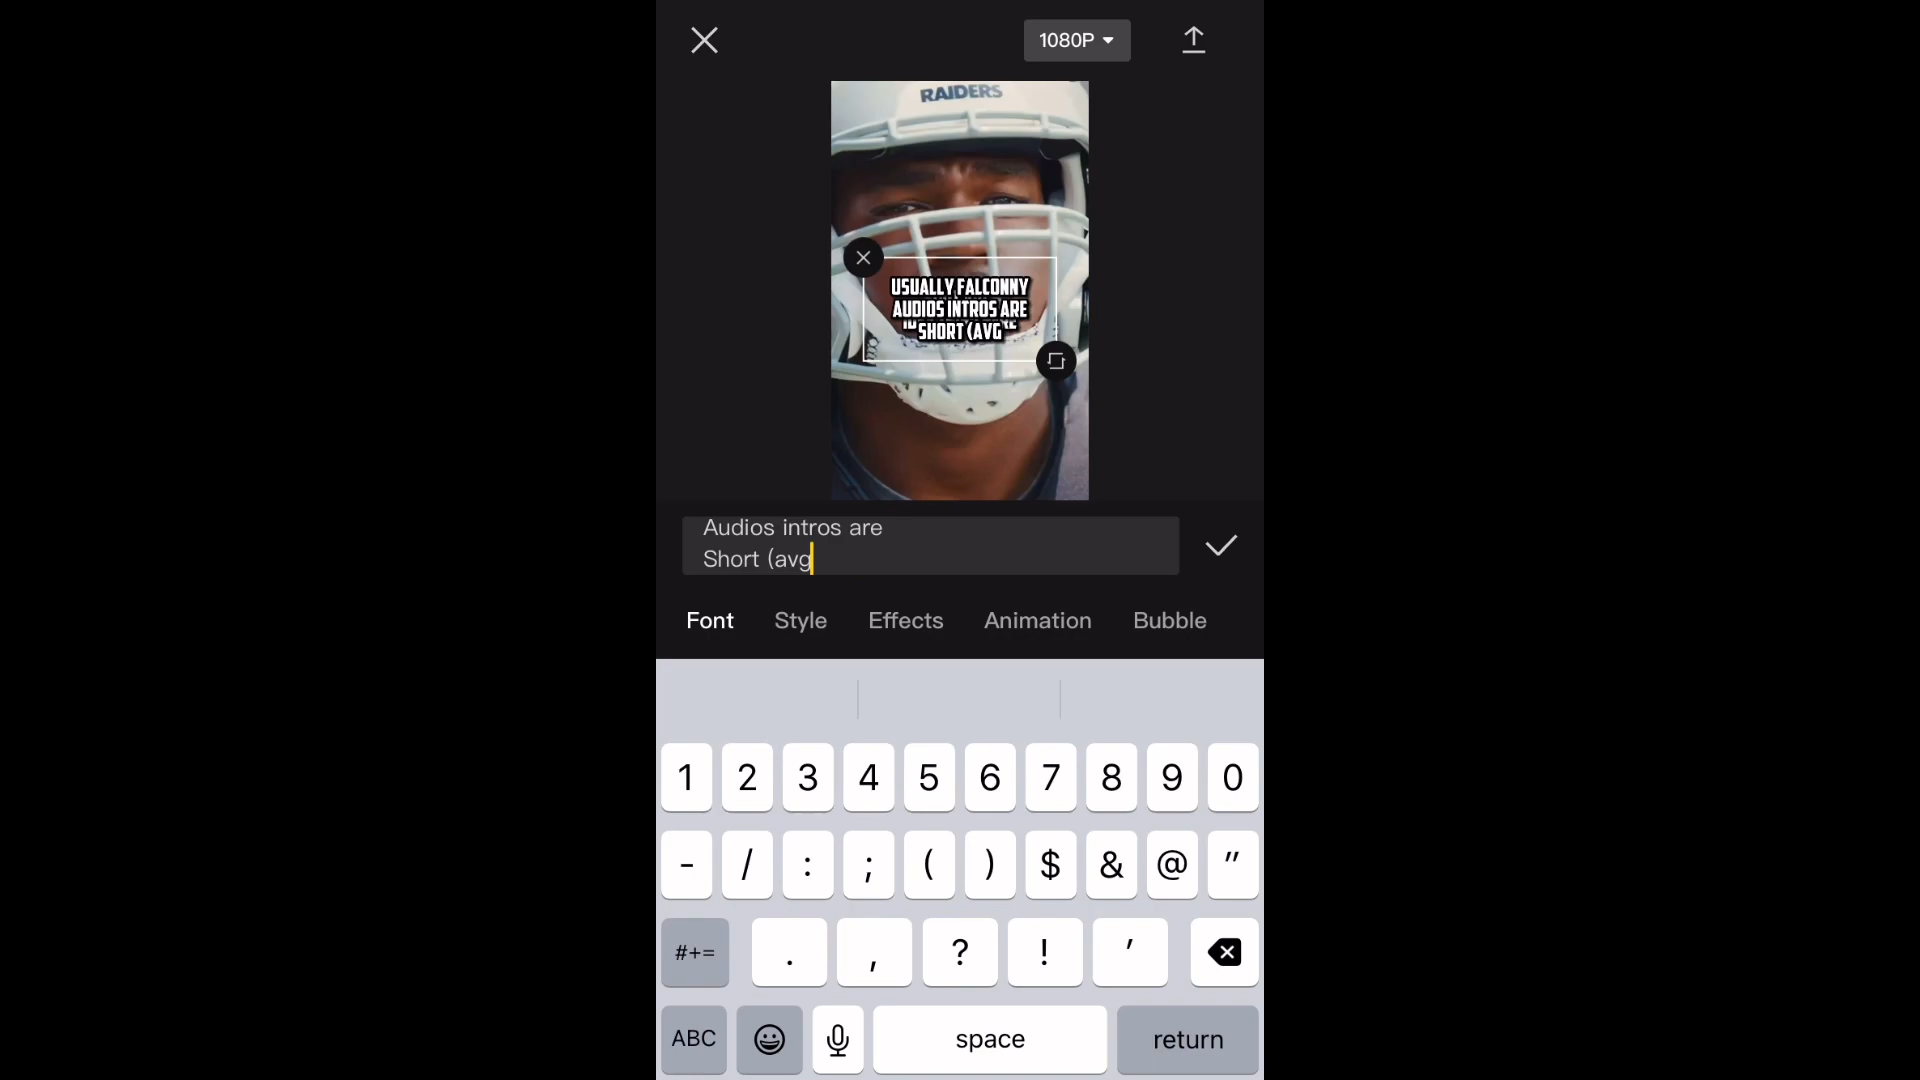 1080P
RAIDERS
USUALLY FALCONNY
AUDIOS INTROS ARE
SHORT (AVG
Audios intros are
Short (avg
Font Style Effects Animation Bubble
1 2 3 4 5 6 7 8 9 0
- / : ; ( ) $ & @ "
#+= . , ? ! '
ABC space return